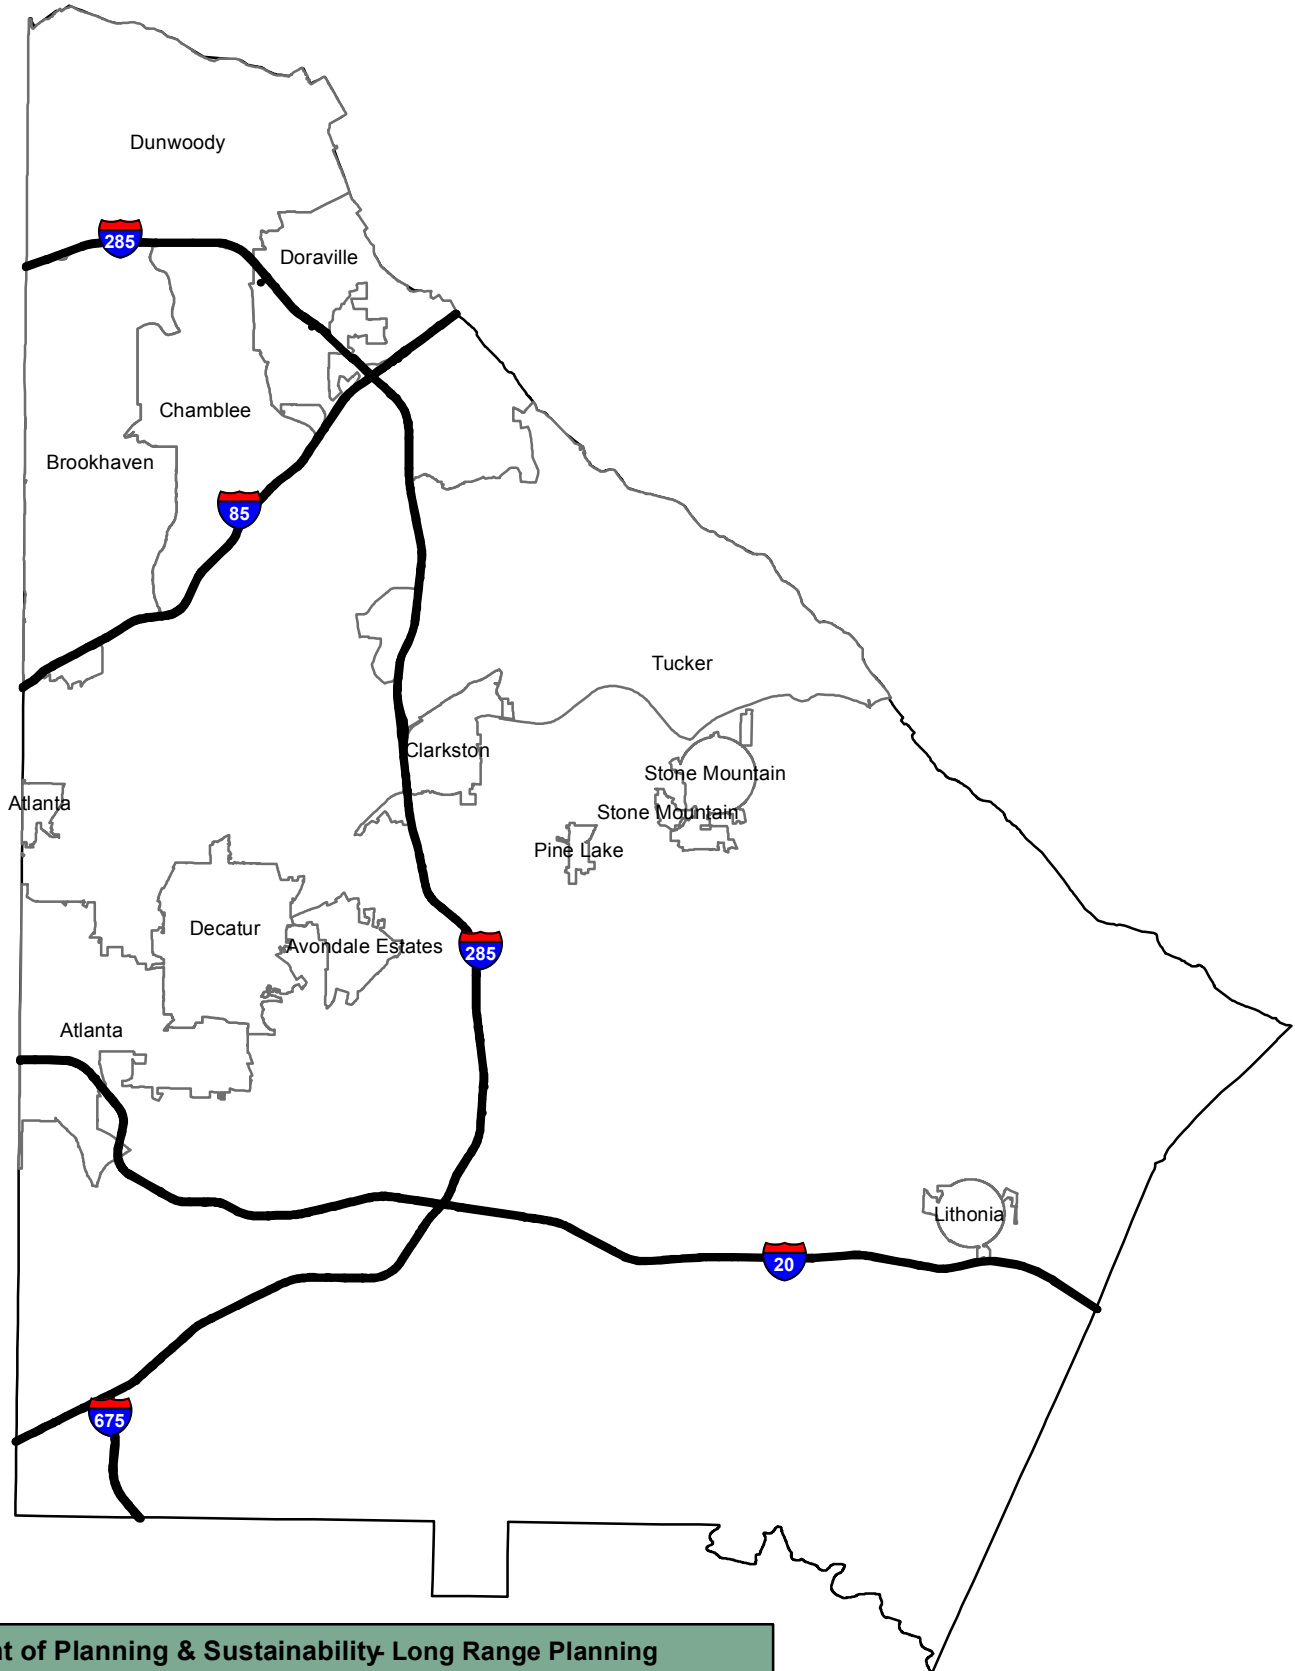 Dunwoody
285
Doraville
Chamblee
Brookhaven
85
Tucker
Clarkston
Stone Mountain
Atlanta
Stone Mountain
Pine Lake
Decatur
Avondale Estates
285
Atlanta
Lithonia
20
675
of Planning & Sustainability- Long Range Planning